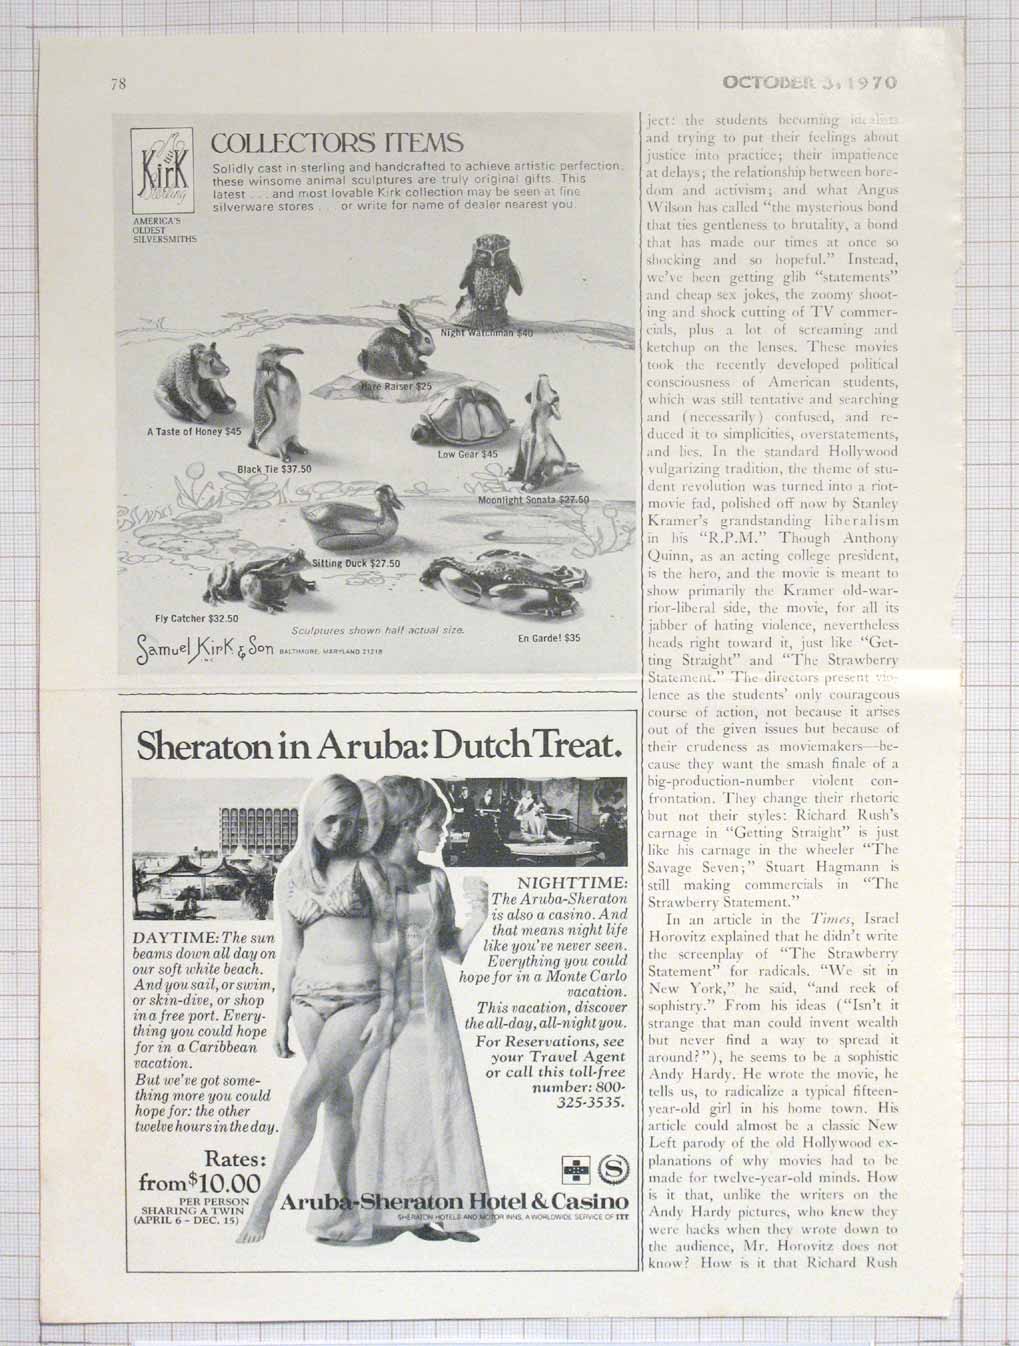 78
OCTOBER 3, 1970
KirK
Sterling
AMERICA'S
OLDEST
SILVERSMITHS
COLLECTORS' ITEMS
Solidly cast in sterling and handcrafted to achieve artistic perfection,
these winsome animal sculptures are truly original gifts. This
latest . . . and most lovable Kirk collection may be seen at fine
silverware stores . . . or write for name of dealer nearest you.
Night Watchman $40
Hare Raiser $25
A Taste of Honey $45
Low Gear $45
Black Tie $37.50
Moonlight Sonata $27.50
Sitting Duck $27.50
Fly Catcher $32.50
Sculptures shown half actual size.
En Garde! $35
Samuel Kirk & Son
INC.
BALTIMORE, MARYLAND 21218
Sheraton in Aruba: Dutch Treat.
DAYTIME: The sun
beams down all day on
our soft white beach.
And you sail, or swim,
or skin-dive, or shop
in a free port. Every-
thing you could hope
for in a Caribbean
vacation.
But we've got some-
thing more you could
hope for: the other
twelve hours in the day.
Rates:
from $10.00
PER PERSON
SHARING A TWIN
(APRIL 6 – DEC. 15)
NIGHTTIME:
The Aruba-Sheraton
is also a casino. And
that means night life
like you've never seen.
Everything you could
hope for in a Monte Carlo
vacation.
This vacation, discover
the all-day, all-night you.
For Reservations, see
your Travel Agent
or call this toll-free
number: 800-
325-3535.
S
Aruba-Sheraton Hotel & Casino
SHERATON HOTELS AND MOTOR INNS, A WORLDWIDE SERVICE OF ITT
ject: the students becoming idealists
and trying to put their feelings about
justice into practice; their impatience
at delays; the relationship between bore-
dom and activism; and what Angus
Wilson has called “the mysterious bond
that ties gentleness to brutality, a bond
that has made our times at once so
shocking and so hopeful.” Instead,
we've been getting glib “statements”
and cheap sex jokes, the zoomy shoot-
ing and shock cutting of TV commer-
cials, plus a lot of screaming and
ketchup on the lenses. These movies
took the recently developed political
consciousness of American students,
which was still tentative and searching
and (necessarily) confused, and re-
duced it to simplicities, overstatements,
and lies. In the standard Hollywood
vulgarizing tradition, the theme of stu-
dent revolution was turned into a riot-
movie fad, polished off now by Stanley
Kramer's grandstanding liberalism
in his “R.P.M.” Though Anthony
Quinn, as an acting college president,
is the hero, and the movie is meant to
show primarily the Kramer old-war-
rior-liberal side, the movie, for all its
jabber of hating violence, nevertheless
heads right toward it, just like “Get-
ting Straight” and “The Strawberry
Statement.” The directors present vio-
lence as the students' only courageous
course of action, not because it arises
out of the given issues but because of
their crudeness as moviemakers—be-
cause they want the smash finale of a
big-production-number violent con-
frontation. They change their rhetoric
but not their styles: Richard Rush's
carnage in “Getting Straight” is just
like his carnage in the wheeler “The
Savage Seven;” Stuart Hagmann is
still making commercials in “The
Strawberry Statement.”
In an article in the Times, Israel
Horovitz explained that he didn't write
the screenplay of “The Strawberry
Statement” for radicals. “We sit in
New York,” he said, “and reek of
sophistry.” From his ideas (“Isn't it
strange that man could invent wealth
but never find a way to spread it
around?”), he seems to be a sophistic
Andy Hardy. He wrote the movie, he
tells us, to radicalize a typical fifteen-
year-old girl in his home town. His
article could almost be a classic New
Left parody of the old Hollywood ex-
planations of why movies had to be
made for twelve-year-old minds. How
is it that, unlike the writers on the
Andy Hardy pictures, who knew they
were hacks when they wrote down to
the audience, Mr. Horovitz does not
know? How is it that Richard Rush